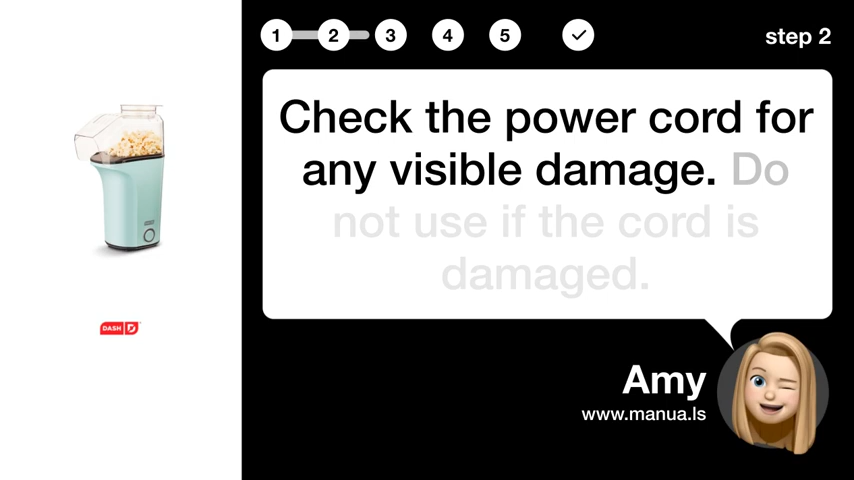 1 2 3 4 5
step 2
Check the power cord for
any visible damage. Do
not use if the cord is
damaged.
DASH
Amy
www.manua.ls